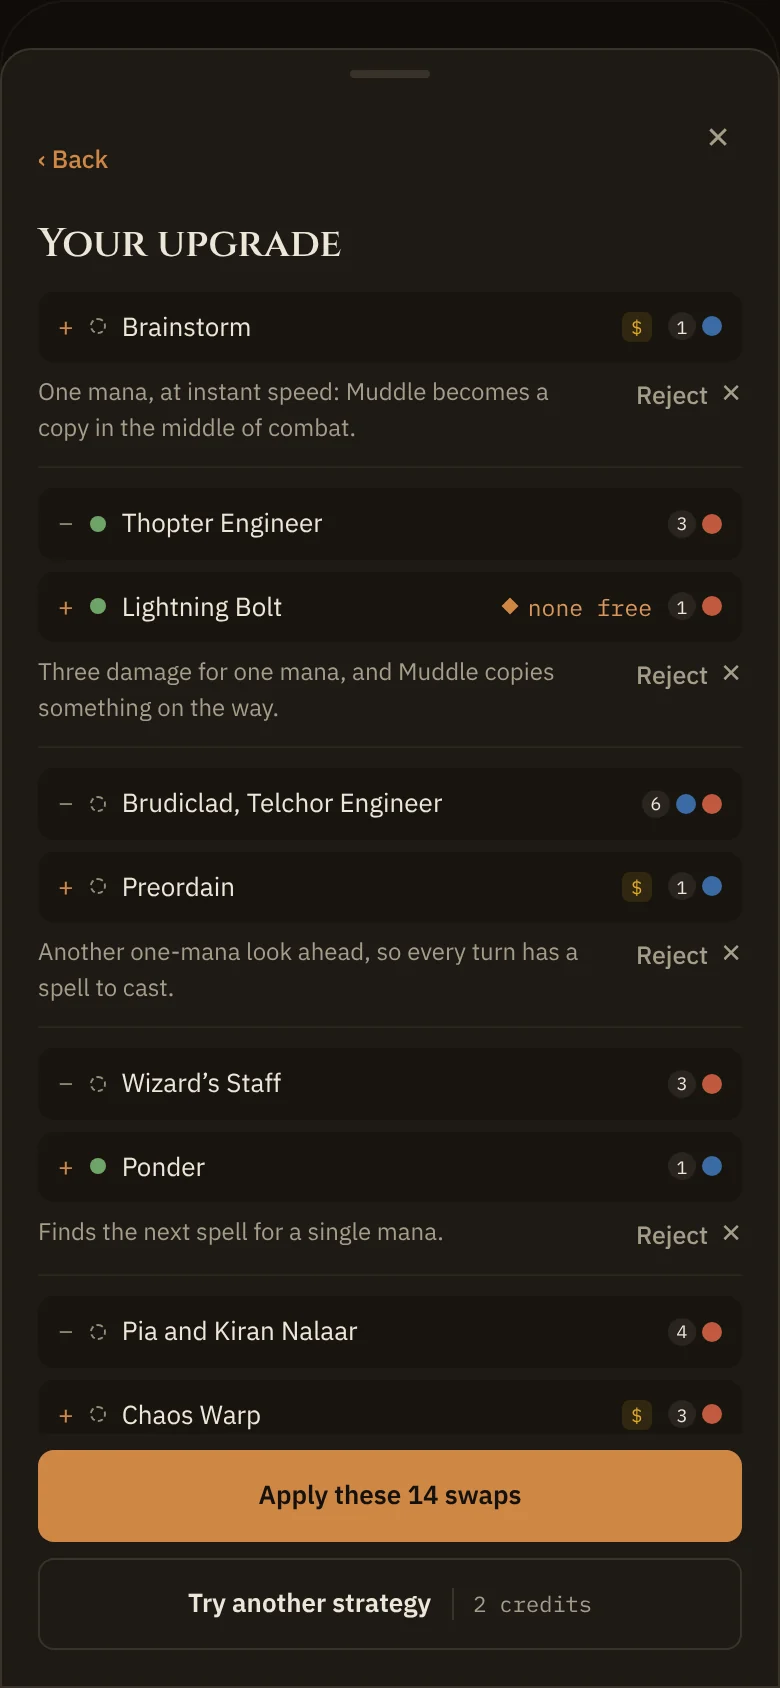 ✕
‹ Back
Your upgrade
+ Brainstorm $ 1
One mana, at instant speed: Muddle becomes a
copy in the middle of combat.
Reject ✕
− Thopter Engineer 3
+ Lightning Bolt ◆ none free 1
Three damage for one mana, and Muddle copies
something on the way.
Reject ✕
− Brudiclad, Telchor Engineer 6
+ Preordain $ 1
Another one-mana look ahead, so every turn has a
spell to cast.
Reject ✕
− Wizard’s Staff 3
+ Ponder 1
Finds the next spell for a single mana.
Reject ✕
− Pia and Kiran Nalaar 4
+ Chaos Warp $ 3
Apply these 14 swaps
Try another strategy | 2 credits